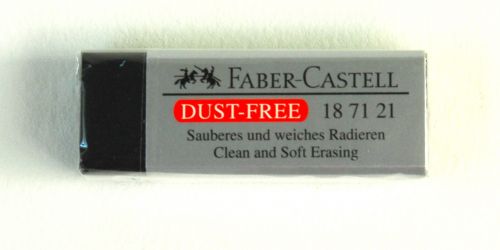 FABER-CASTELL
DUST-FREE 18 71 21
Sauberes und weiches Radieren
Clean and Soft Erasing